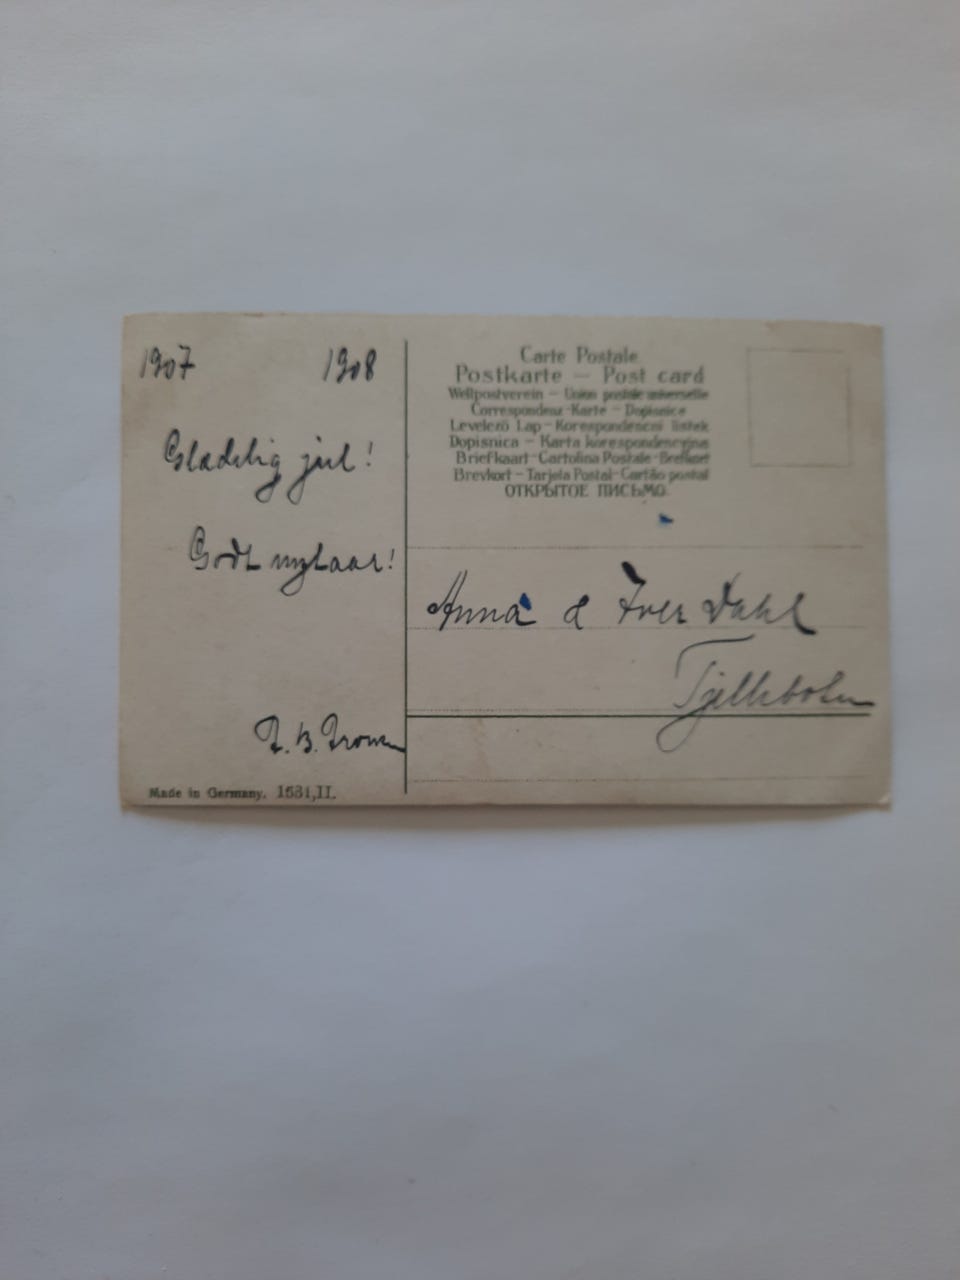 1907 1908
Glædelig jul!
Godt nytaar!
Made in Germany. 1531,II.
Carte Postale
Postkarte — Post card
Weltpostverein — Union postale universelle
Correspondenz-Karte — Dopisnice
Levelező Lap — Korespondencni listek
Dopisnica — Karta korespondencyjna
Briefkaart — Cartolina Postale — Brefkort
Brevkort — Tarjeta Postal — Cartão postal
ОТКРЫТОЕ ПИСЬМО.
Anna & Iver Dahl